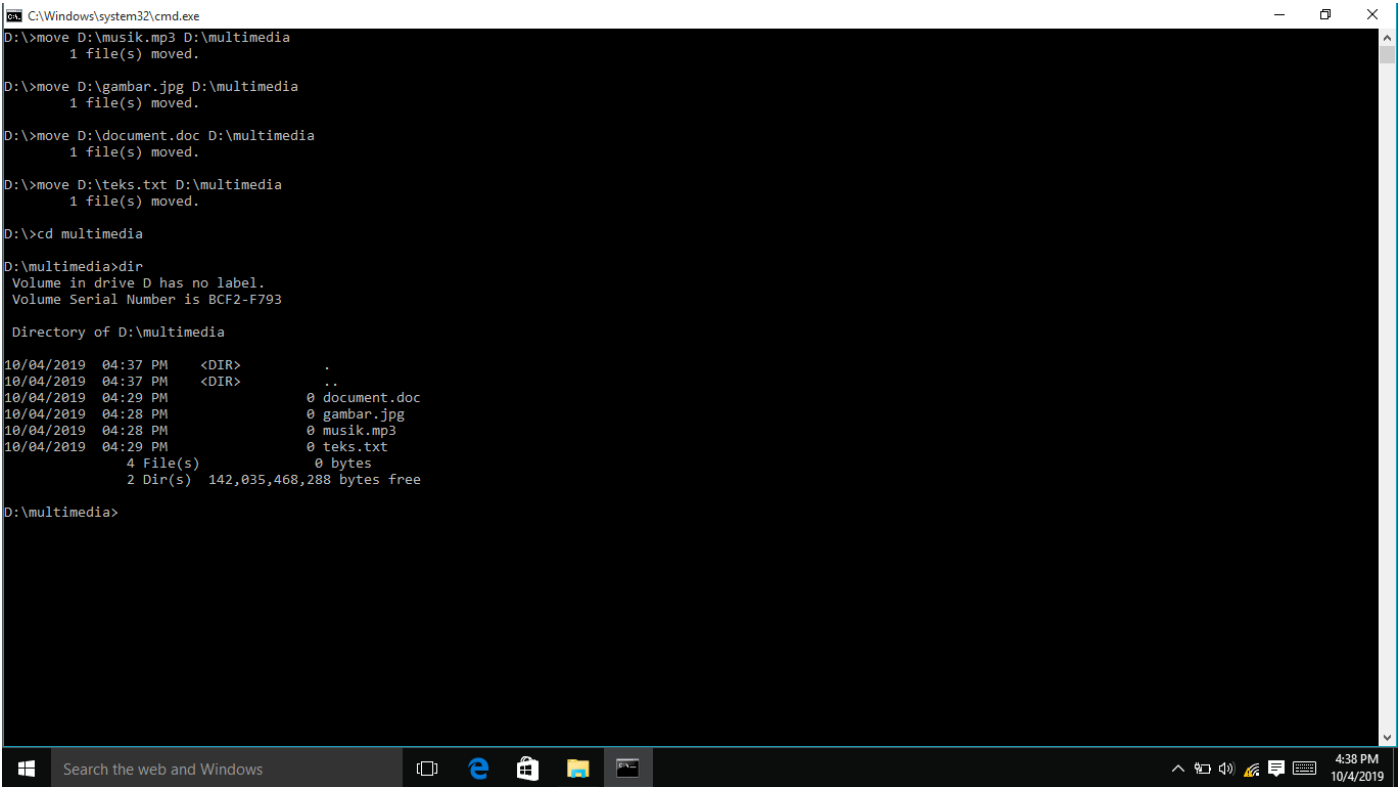 C:\Windows\system32\cmd.exe
D:\>move D:\musik.mp3 D:\multimedia
        1 file(s) moved.
D:\>move D:\gambar.jpg D:\multimedia
        1 file(s) moved.
D:\>move D:\document.doc D:\multimedia
        1 file(s) moved.
D:\>move D:\teks.txt D:\multimedia
        1 file(s) moved.
D:\>cd multimedia
D:\multimedia>dir
 Volume in drive D has no label.
 Volume Serial Number is BCF2-F793
 Directory of D:\multimedia
10/04/2019  04:37 PM    <DIR>          .
10/04/2019  04:37 PM    <DIR>          ..
10/04/2019  04:29 PM                 0 document.doc
10/04/2019  04:28 PM                 0 gambar.jpg
10/04/2019  04:28 PM                 0 musik.mp3
10/04/2019  04:29 PM                 0 teks.txt
               4 File(s)              0 bytes
               2 Dir(s)  142,035,468,288 bytes free
D:\multimedia>
Search the web and Windows
4:38 PM
10/4/2019